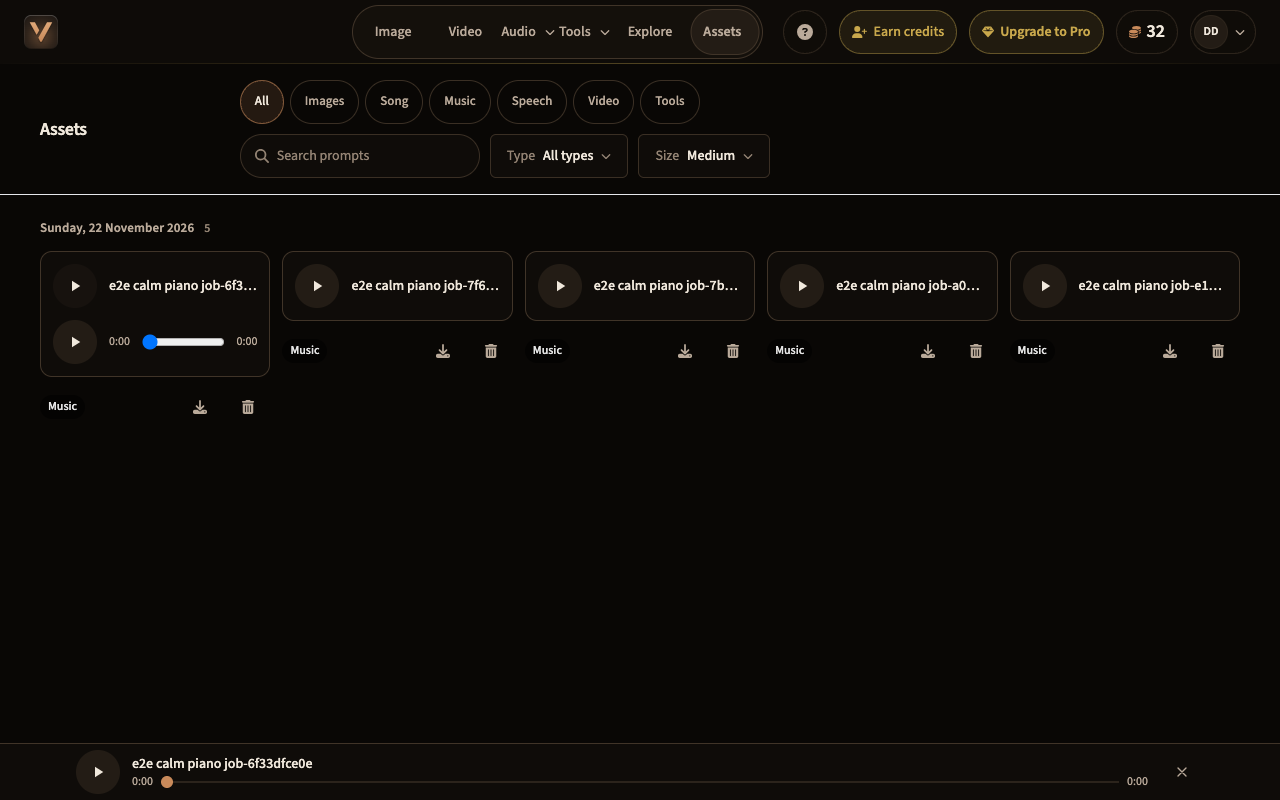 Image Video Audio Tools Explore Assets ? Earn credits Upgrade to Pro 32 DD
All Images Song Music Speech Video Tools
Assets
Search prompts Type All types Size Medium
Sunday, 22 November 2026 5
e2e calm piano job-6f3… e2e calm piano job-7f6… e2e calm piano job-7b… e2e calm piano job-a0… e2e calm piano job-e1…
0:00 0:00
Music Music Music Music
Music
e2e calm piano job-6f33dfce0e
0:00 0:00